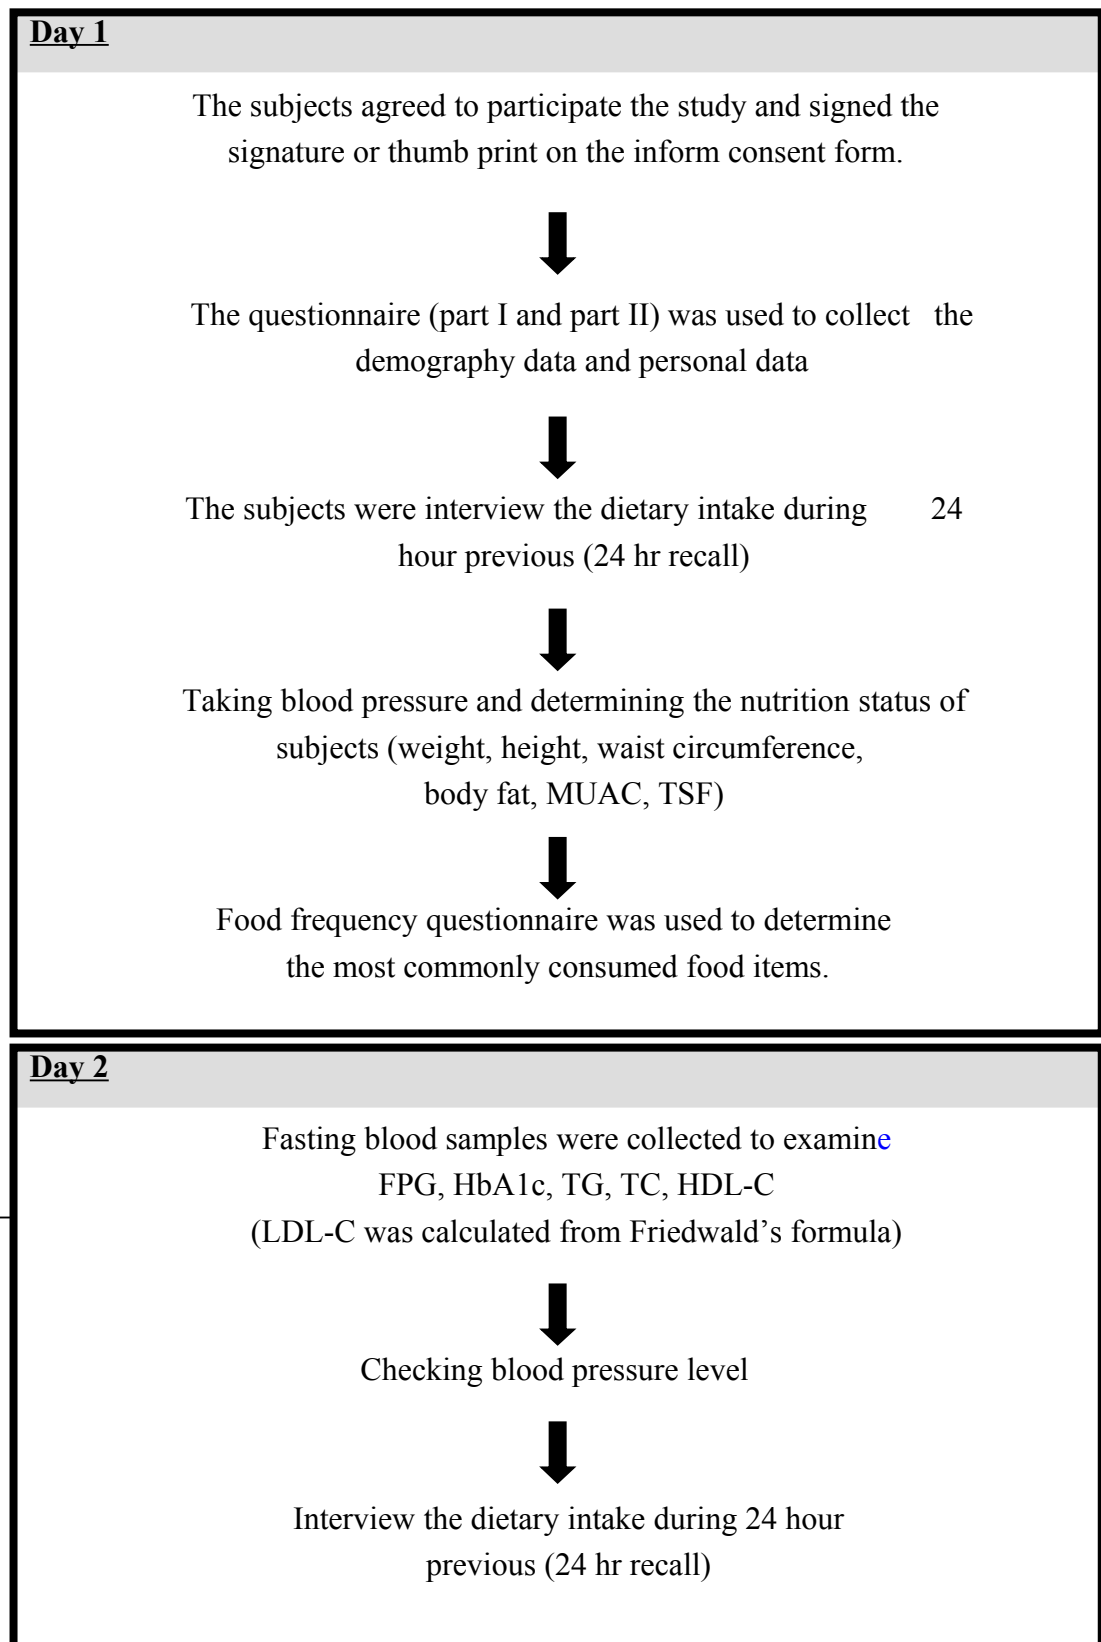 Day 1
The subjects agreed to participate the study and signed the
signature or thumb print on the inform consent form.
The questionnaire (part I and part II) was used to collect the
demography data and personal data
The subjects were interview the dietary intake during 24
hour previous (24 hr recall)
Taking blood pressure and determining the nutrition status of
subjects (weight, height, waist circumference,
body fat, MUAC, TSF)
Food frequency questionnaire was used to determine
the most commonly consumed food items.
Day 2
Fasting blood samples were collected to examine
FPG, HbA1c, TG, TC, HDL-C
(LDL-C was calculated from Friedwald’s formula)
Checking blood pressure level
Interview the dietary intake during 24 hour
previous (24 hr recall)